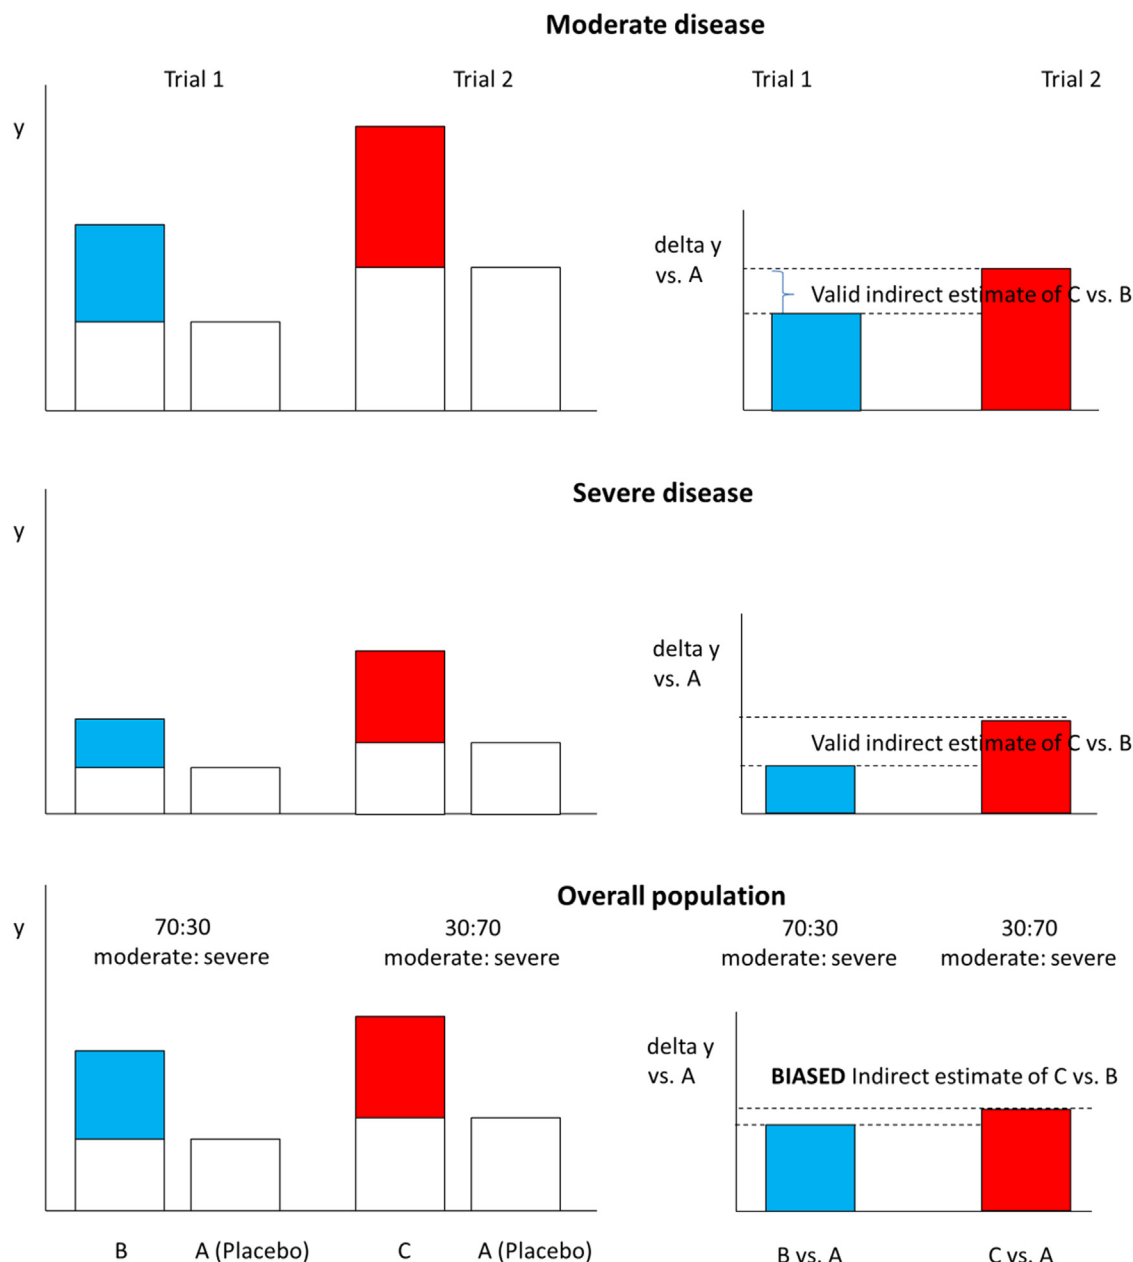 Moderate disease
Trial 1
Trial 2
Trial 1
Trial 2
y
delta y
vs. A
Valid indirect estimate of C vs. B
Severe disease
y
delta y
vs. A
Valid indirect estimate of C vs. B
Overall population
y
70:30
moderate: severe
30:70
moderate: severe
70:30
moderate: severe
30:70
moderate: severe
delta y
vs. A
BIASED Indirect estimate of C vs. B
B
A (Placebo)
C
A (Placebo)
B vs. A
C vs. A